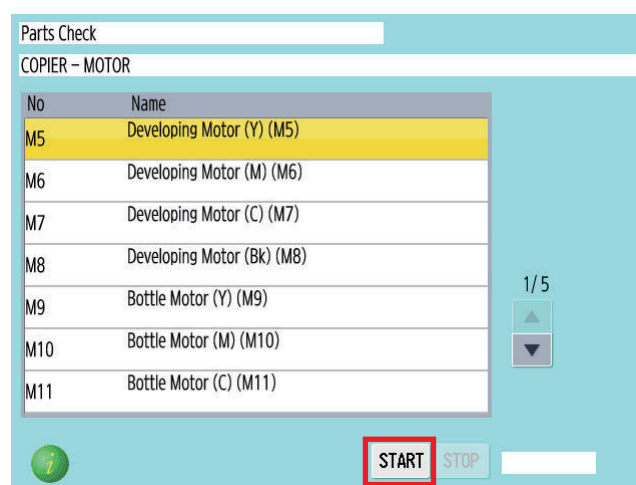 Parts Check
COPIER – MOTOR
No Name
M5 Developing Motor (Y) (M5)
M6 Developing Motor (M) (M6)
M7 Developing Motor (C) (M7)
M8 Developing Motor (Bk) (M8)
M9 Bottle Motor (Y) (M9)
M10 Bottle Motor (M) (M10)
M11 Bottle Motor (C) (M11)
1/ 5
i
START STOP